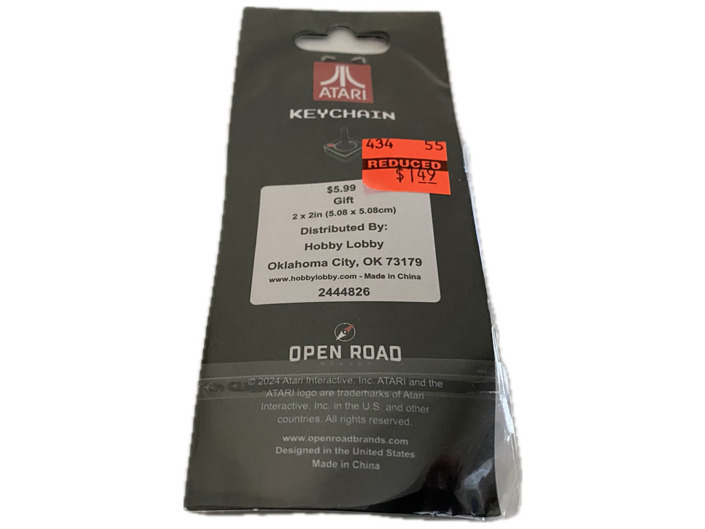 ATARI
KEYCHAIN
434 55
REDUCED
$1.49
$5.99
Gift
2 x 2in (5.08 x 5.08cm)
Distributed By:
Hobby Lobby
Oklahoma City, OK 73179
www.hobbylobby.com - Made in China
2444826
OPEN ROAD
BRANDS
© 2024 Atari Interactive, Inc. ATARI and the
ATARI logo are trademarks of Atari
Interactive, Inc. in the U.S. and other
countries. All rights reserved.
www.openroadbrands.com
Designed in the United States
Made in China